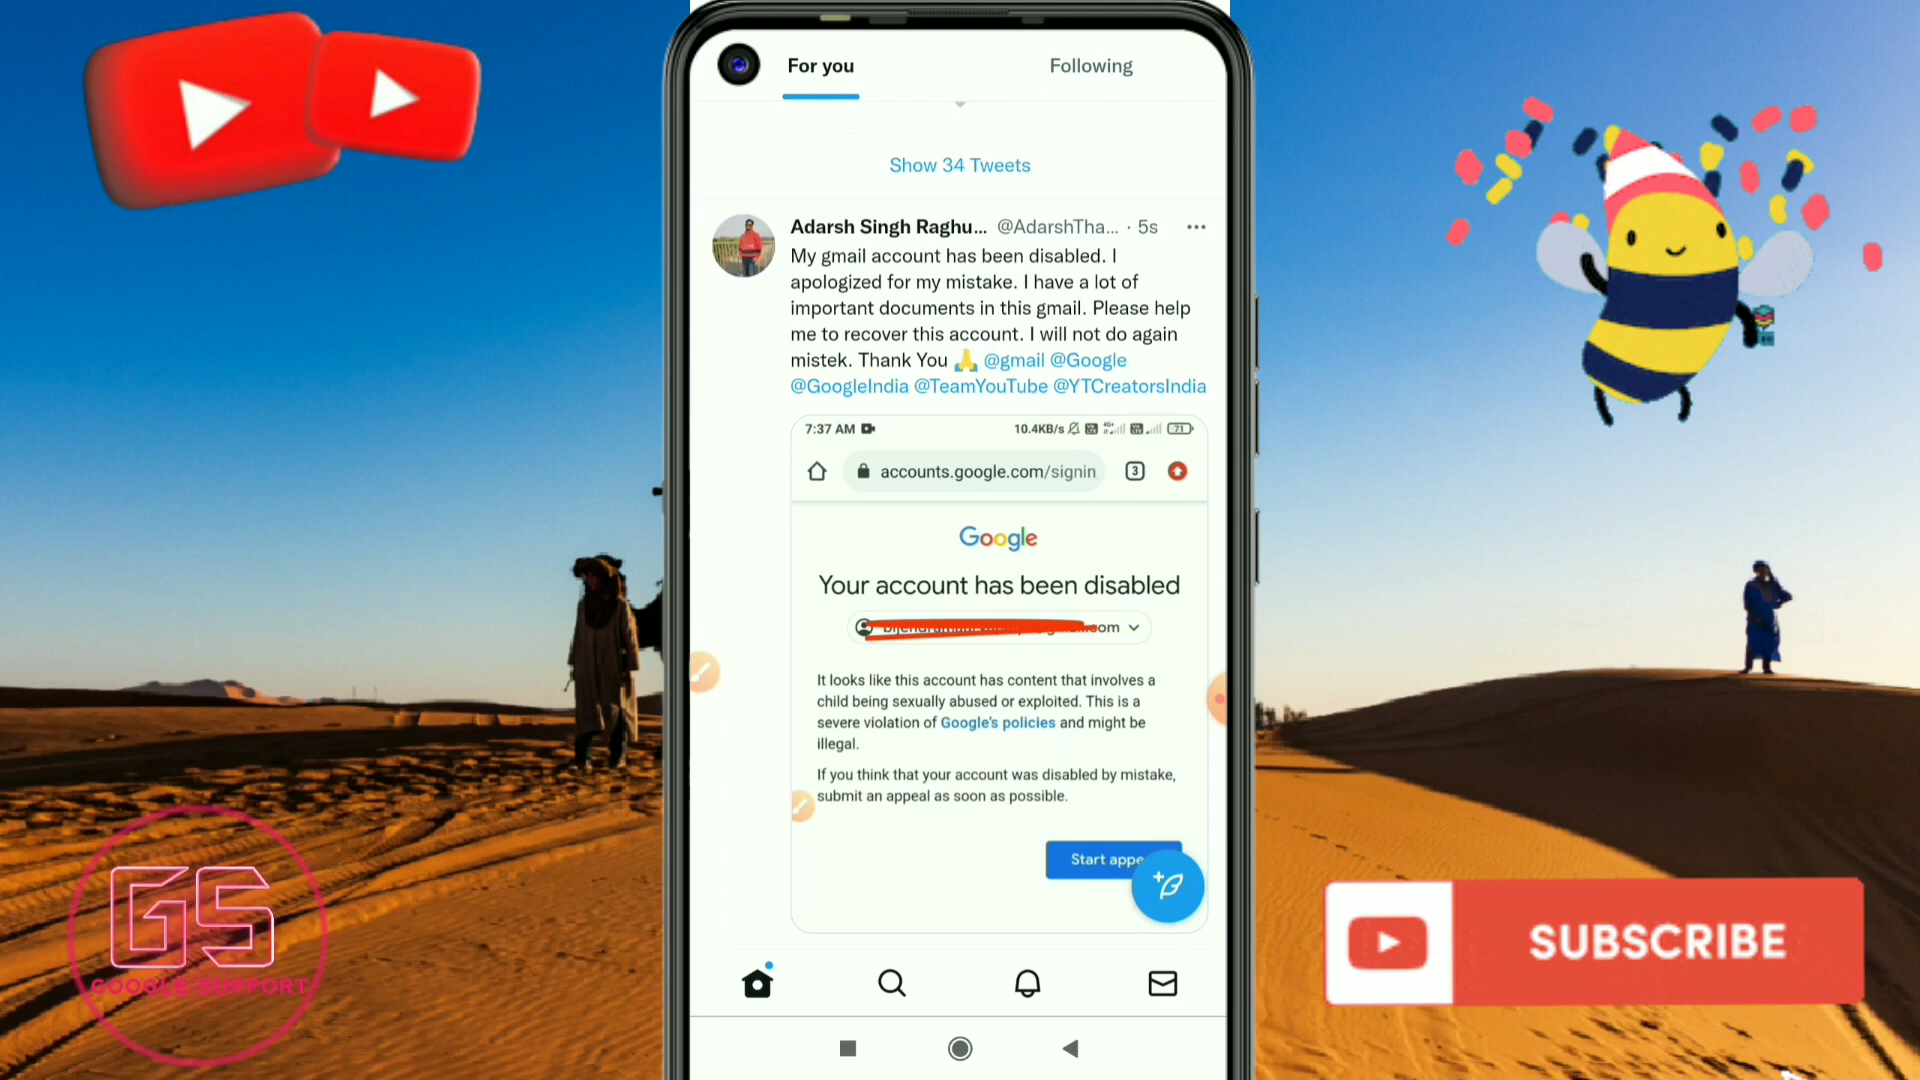 For you
Following
Show 34 Tweets
Adarsh Singh Raghu... @AdarshTha... · 5s
My gmail account has been disabled. I
apologized for my mistake. I have a lot of
important documents in this gmail. Please help
me to recover this account. I will not do again
mistek. Thank You 🙏 @gmail @Google
@GoogleIndia @TeamYouTube @YTCreatorsIndia
7:37 AM 10.4KB/s 4G+ 71
accounts.google.com/signin 3
Google
Your account has been disabled
om
It looks like this account has content that involves a
child being sexually abused or exploited. This is a
severe violation of Google's policies and might be
illegal.
If you think that your account was disabled by mistake,
submit an appeal as soon as possible.
Start appe
GS
GOOGLE SUPPORT
SUBSCRIBE